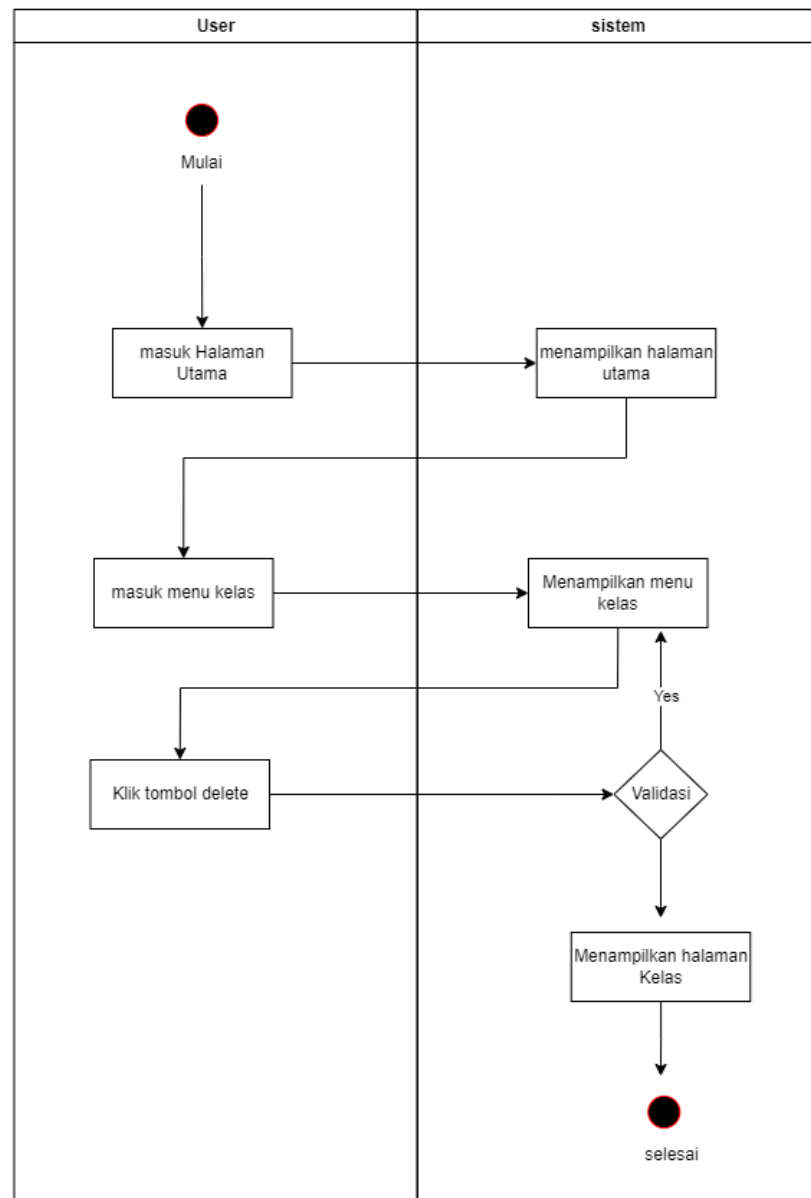 User
sistem
Mulai
masuk Halaman
Utama
menampilkan halaman
utama
masuk menu kelas
Menampilkan menu
kelas
Yes
Klik tombol delete
Validasi
Menampilkan halaman
Kelas
selesai